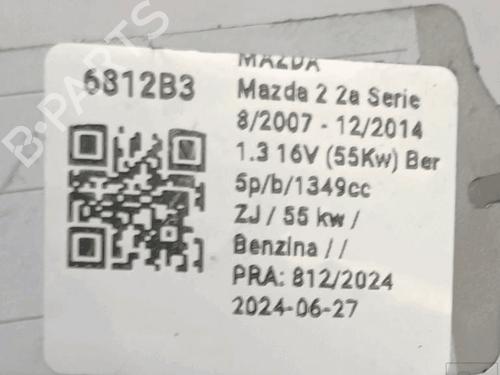 MAZDA
6812B3
Mazda 2 2a Serie
8/2007 - 12/2014
1.3 16V (55Kw) Ber
5p/b/1349cc
ZJ / 55 kw /
Benzina / /
PRA: 812/2024
2024-06-27
B-PARTS